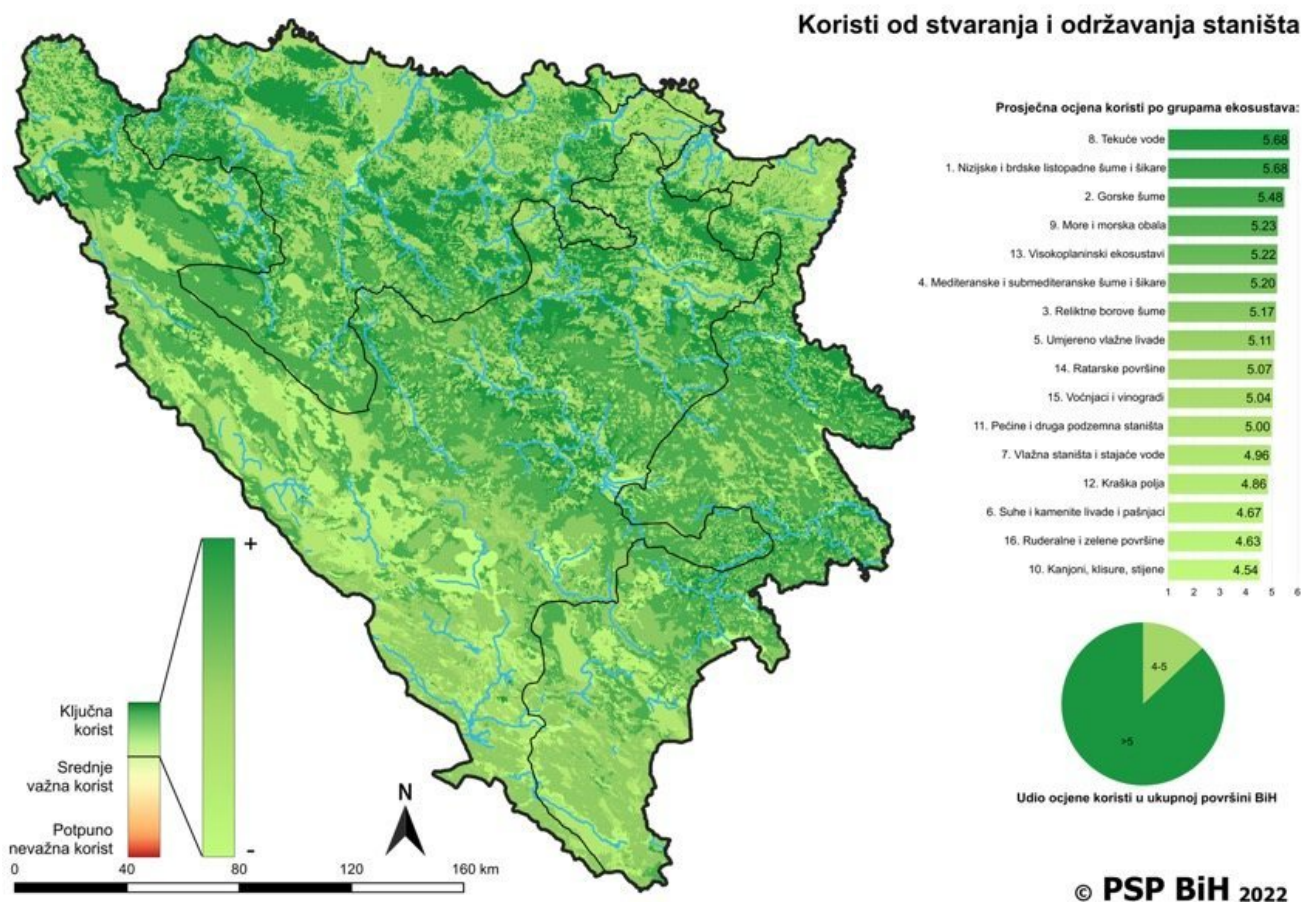 Koristi od stvaranja i održavanja staništa
Prosječna ocjena koristi po grupama ekosustava:
8. Tekuće vode 5.68
1. Nizijske i brdske listopadne šume i šikare 5.68
2. Gorske šume 5.48
9. More i morska obala 5.23
13. Visokoplaninski ekosustavi 5.22
4. Mediteranske i submediteranske šume i šikare 5.20
3. Reliktne borove šume 5.17
5. Umjereno vlažne livade 5.11
14. Ratarske površine 5.07
15. Voćnjaci i vinogradi 5.04
11. Pećine i druga podzemna staništa 5.00
7. Vlažna staništa i stajaće vode 4.96
12. Kraška polja 4.86
6. Suhe i kamenite livade i pašnjaci 4.67
16. Ruderalne i zelene površine 4.63
10. Kanjoni, klisure, stijene 4.54
1 2 3 4 5 6
4-5
>5
Udio ocjene koristi u ukupnoj površini BiH
+
-
Ključna
korist
Srednje
važna korist
Potpuno
nevažna korist
N
0 40 80 120 160 km
© PSP BiH 2022